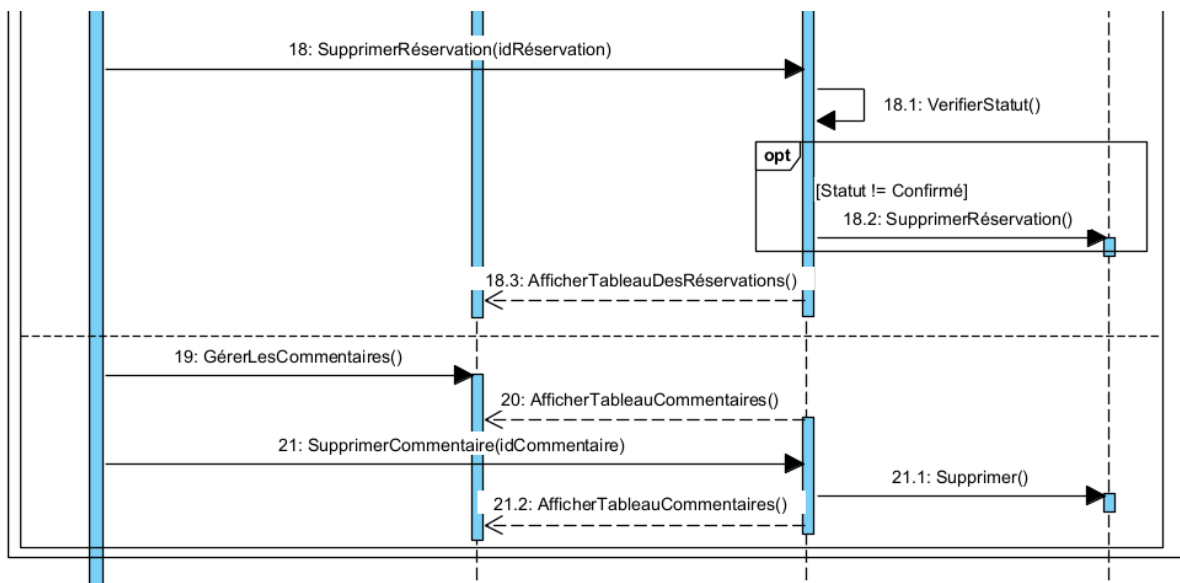 18: SupprimerRéservation(idRéservation)
18.1: VerifierStatut()
opt
[Statut != Confirmé]
18.2: SupprimerRéservation()
18.3: AfficherTableauDesRéservations()
19: GérerLesCommentaires()
20: AfficherTableauCommentaires()
21: SupprimerCommentaire(idCommentaire)
21.1: Supprimer()
21.2: AfficherTableauCommentaires()